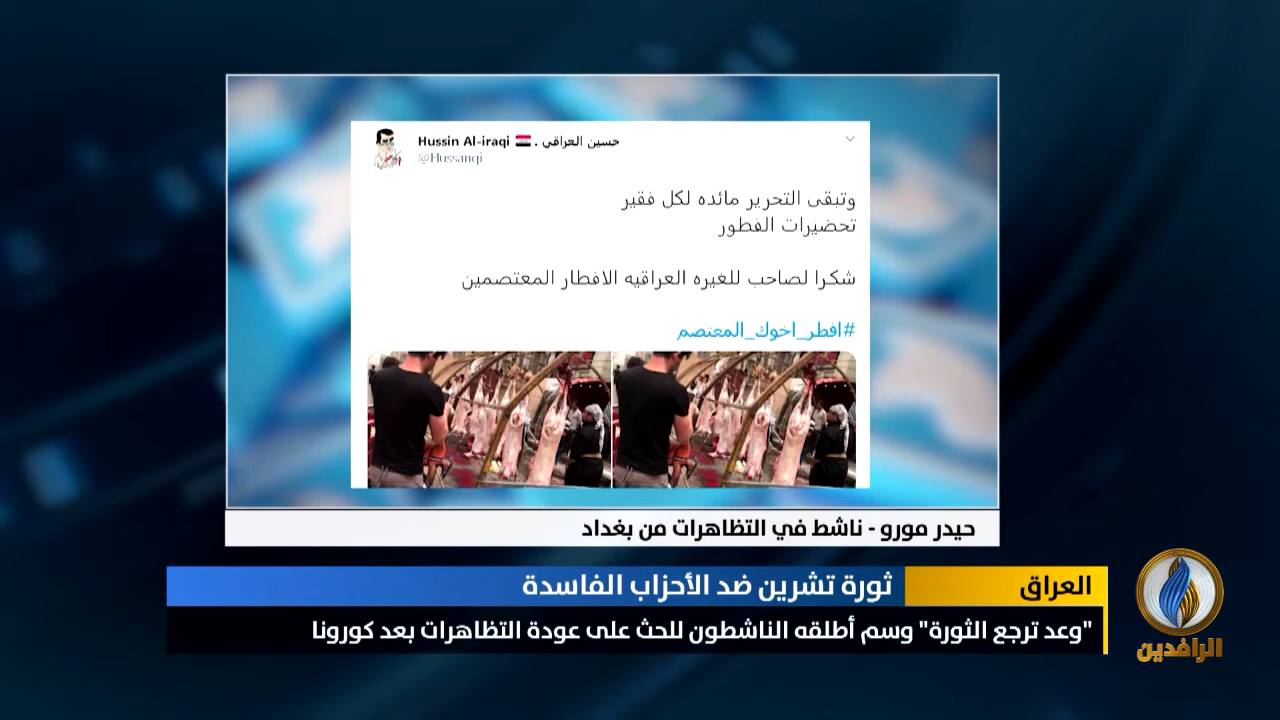 Hussin Al-iraqi 🇮🇶 . حسين العراقي
@Hussanqi
وتبقى التحرير مائده لكل فقير
تحضيرات الفطور
شكرا لصاحب للغيره العراقيه الافطار المعتصمين
#افطر_اخوك_المعتصم
حيدر مورو - ناشط في التظاهرات من بغداد
العراق
ثورة تشرين ضد الأحزاب الفاسدة
"وعد ترجع الثورة" وسم أطلقه الناشطون للحث على عودة التظاهرات بعد كورونا
الرافدين